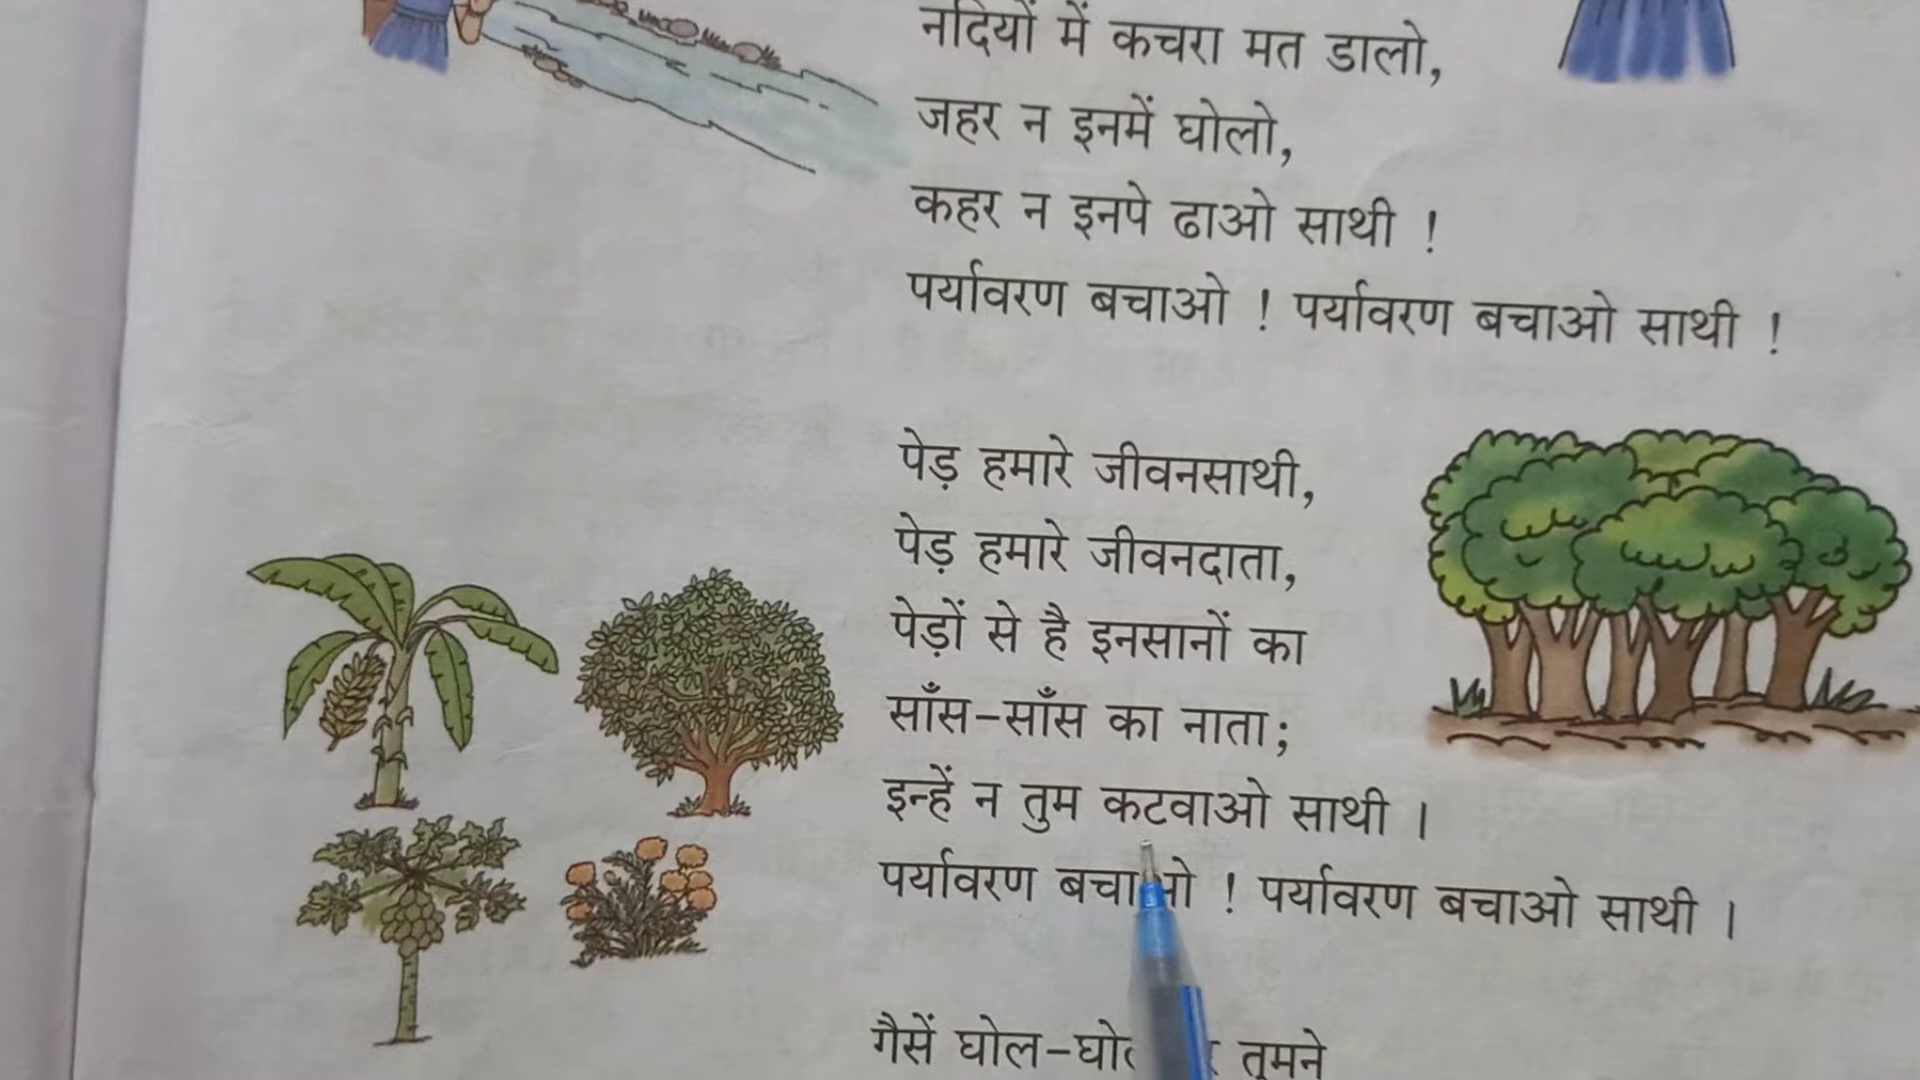 नदियों में कचरा मत डालो,
जहर न इनमें घोलो,
कहर न इनपे ढाओ साथी !
पर्यावरण बचाओ ! पर्यावरण बचाओ साथी !
पेड़ हमारे जीवनसाथी,
पेड़ हमारे जीवनदाता,
पेड़ों से है इनसानों का
साँस-साँस का नाता;
इन्हें न तुम कटवाओ साथी ।
पर्यावरण बचाओ ! पर्यावरण बचाओ साथी ।
गैसें घोल- तुमने